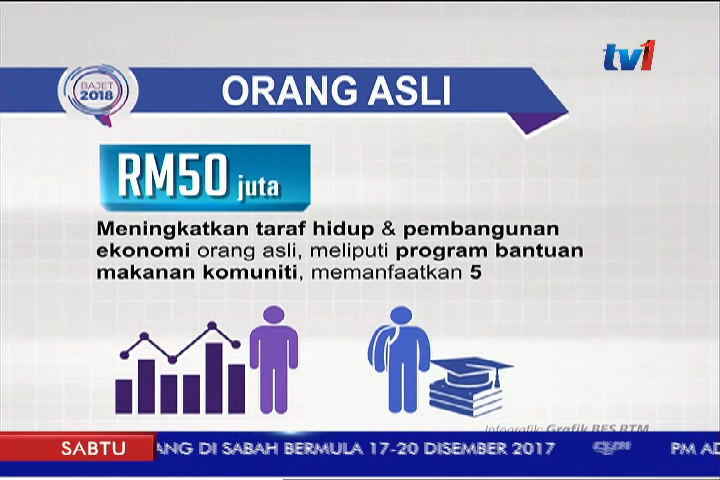 tv1
BAJET
2018
ORANG ASLI
RM50 juta
Meningkatkan taraf hidup & pembangunan
ekonomi orang asli, meliputi program bantuan
makanan komuniti, memanfaatkan 5
Infografik: Grafik BES RTM
SABTU
ANG DI SABAH BERMULA 17-20 DISEMBER 2017
PM AD